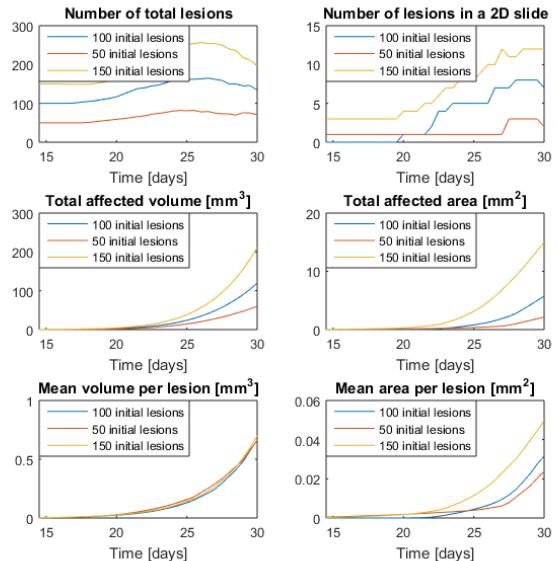 Number of total lesions
300
200
100
0
100 initial lesions
50 initial lesions
150 initial lesions
15 20 25 30
Time [days]
Number of lesions in a 2D slide
15
10
5
0
100 initial lesions
50 initial lesions
150 initial lesions
15 20 25 30
Time [days]
Total affected volume [mm³]
300
200
100
0
100 initial lesions
50 initial lesions
150 initial lesions
15 20 25 30
Time [days]
Total affected area [mm²]
20
10
0
100 initial lesions
50 initial lesions
150 initial lesions
15 20 25 30
Time [days]
Mean volume per lesion [mm³]
1
0.5
0
100 initial lesions
50 initial lesions
150 initial lesions
15 20 25 30
Time [days]
Mean area per lesion [mm²]
0.06
0.04
0.02
0
100 initial lesions
50 initial lesions
150 initial lesions
15 20 25 30
Time [days]